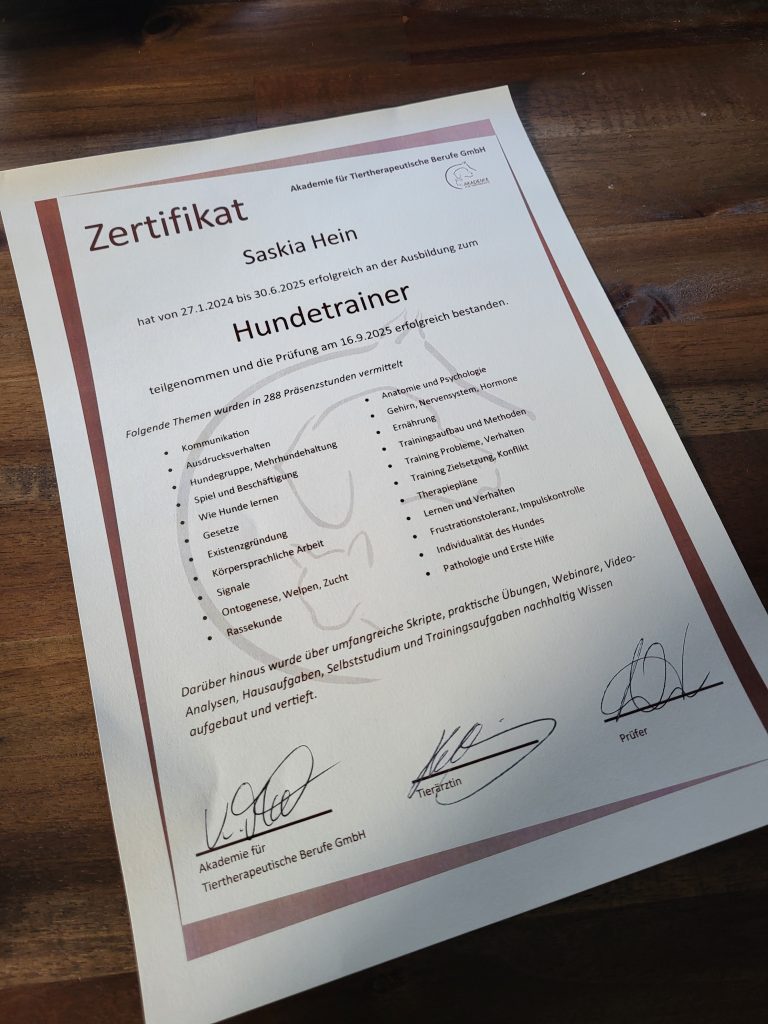 Akademie für Tiertherapeutische Berufe GmbH
AKADEMIE
Zertifikat
Saskia Hein
hat von 27.1.2024 bis 30.6.2025 erfolgreich an der Ausbildung zum
Hundetrainer
teilgenommen und die Prüfung am 16.9.2025 erfolgreich bestanden.
Folgende Themen wurden in 288 Präsenzstunden vermittelt
• Kommunikation
• Ausdrucksverhalten
• Hundegruppe, Mehrhundehaltung
• Spiel und Beschäftigung
• Wie Hunde lernen
• Gesetze
• Existenzgründung
• Körpersprachliche Arbeit
• Signale
• Ontogenese, Welpen, Zucht
• Rassekunde
• Anatomie und Psychologie
• Gehirn, Nervensystem, Hormone
• Ernährung
• Trainingsaufbau und Methoden
• Training Probleme, Verhalten
• Training Zielsetzung, Konflikt
• Therapiepläne
• Lernen und Verhalten
• Frustrationstoleranz, Impulskontrolle
• Individualität des Hundes
• Pathologie und Erste Hilfe
Darüber hinaus wurde über umfangreiche Skripte, praktische Übungen, Webinare, Video-
Analysen, Hausaufgaben, Selbststudium und Trainingsaufgaben nachhaltig Wissen
aufgebaut und vertieft.
Akademie für
Tiertherapeutische Berufe GmbH
Tierärztin
Prüfer